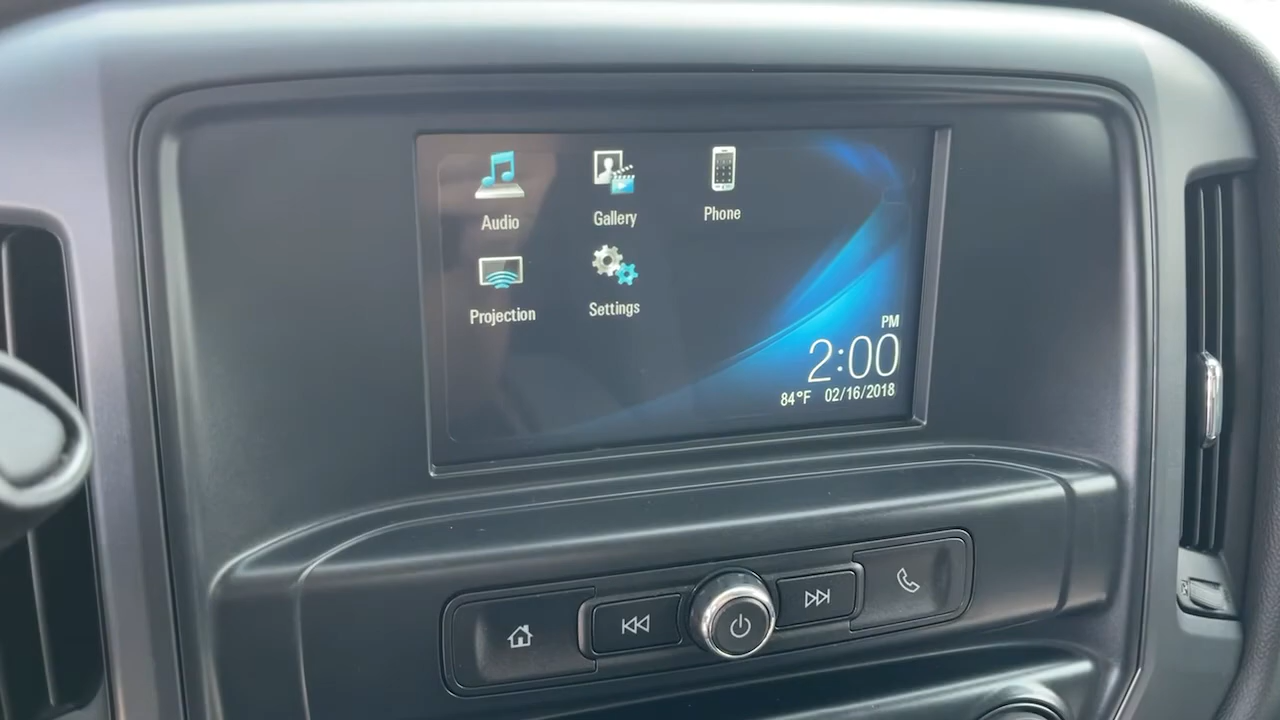 Audio
Gallery
Phone
Projection
Settings
PM
2:00
84°F 02/16/2018